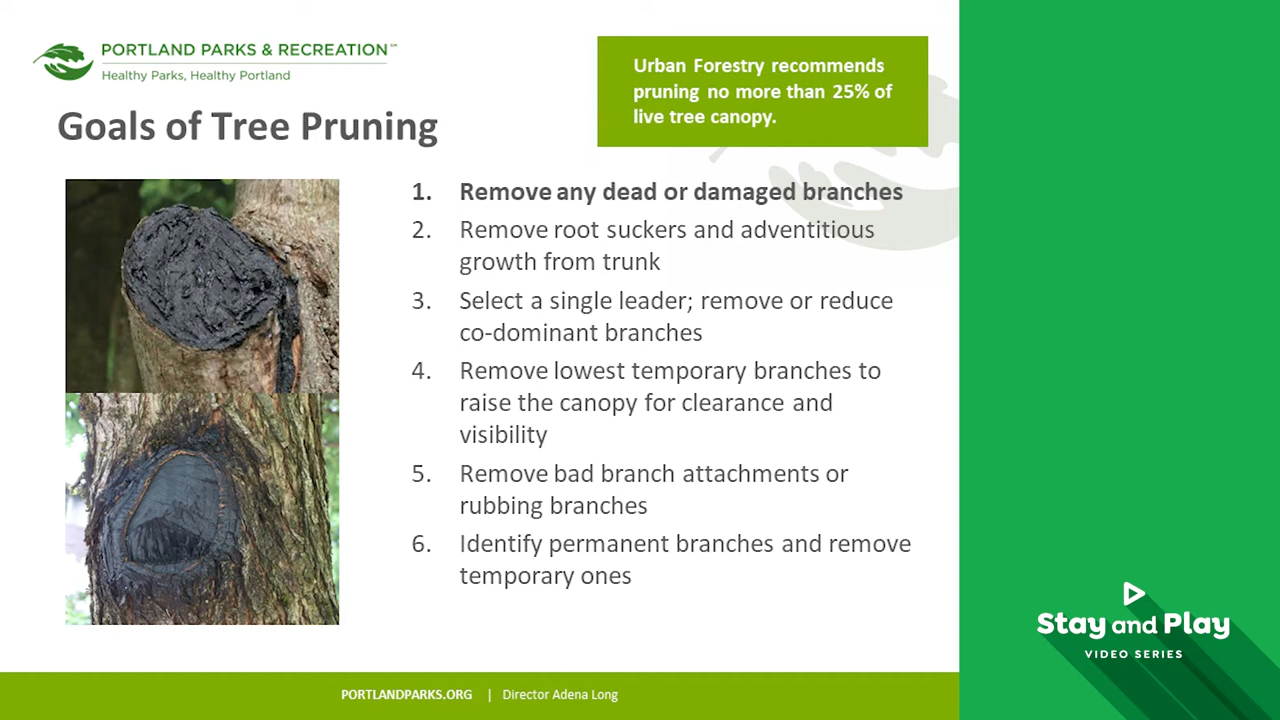 PORTLAND PARKS & RECREATION℠
Healthy Parks, Healthy Portland
Urban Forestry recommends
pruning no more than 25% of
live tree canopy.
Goals of Tree Pruning
1. Remove any dead or damaged branches
2. Remove root suckers and adventitious
growth from trunk
3. Select a single leader; remove or reduce
co-dominant branches
4. Remove lowest temporary branches to
raise the canopy for clearance and
visibility
5. Remove bad branch attachments or
rubbing branches
6. Identify permanent branches and remove
temporary ones
Stay and Play
VIDEO SERIES
PORTLANDPARKS.ORG | Director Adena Long